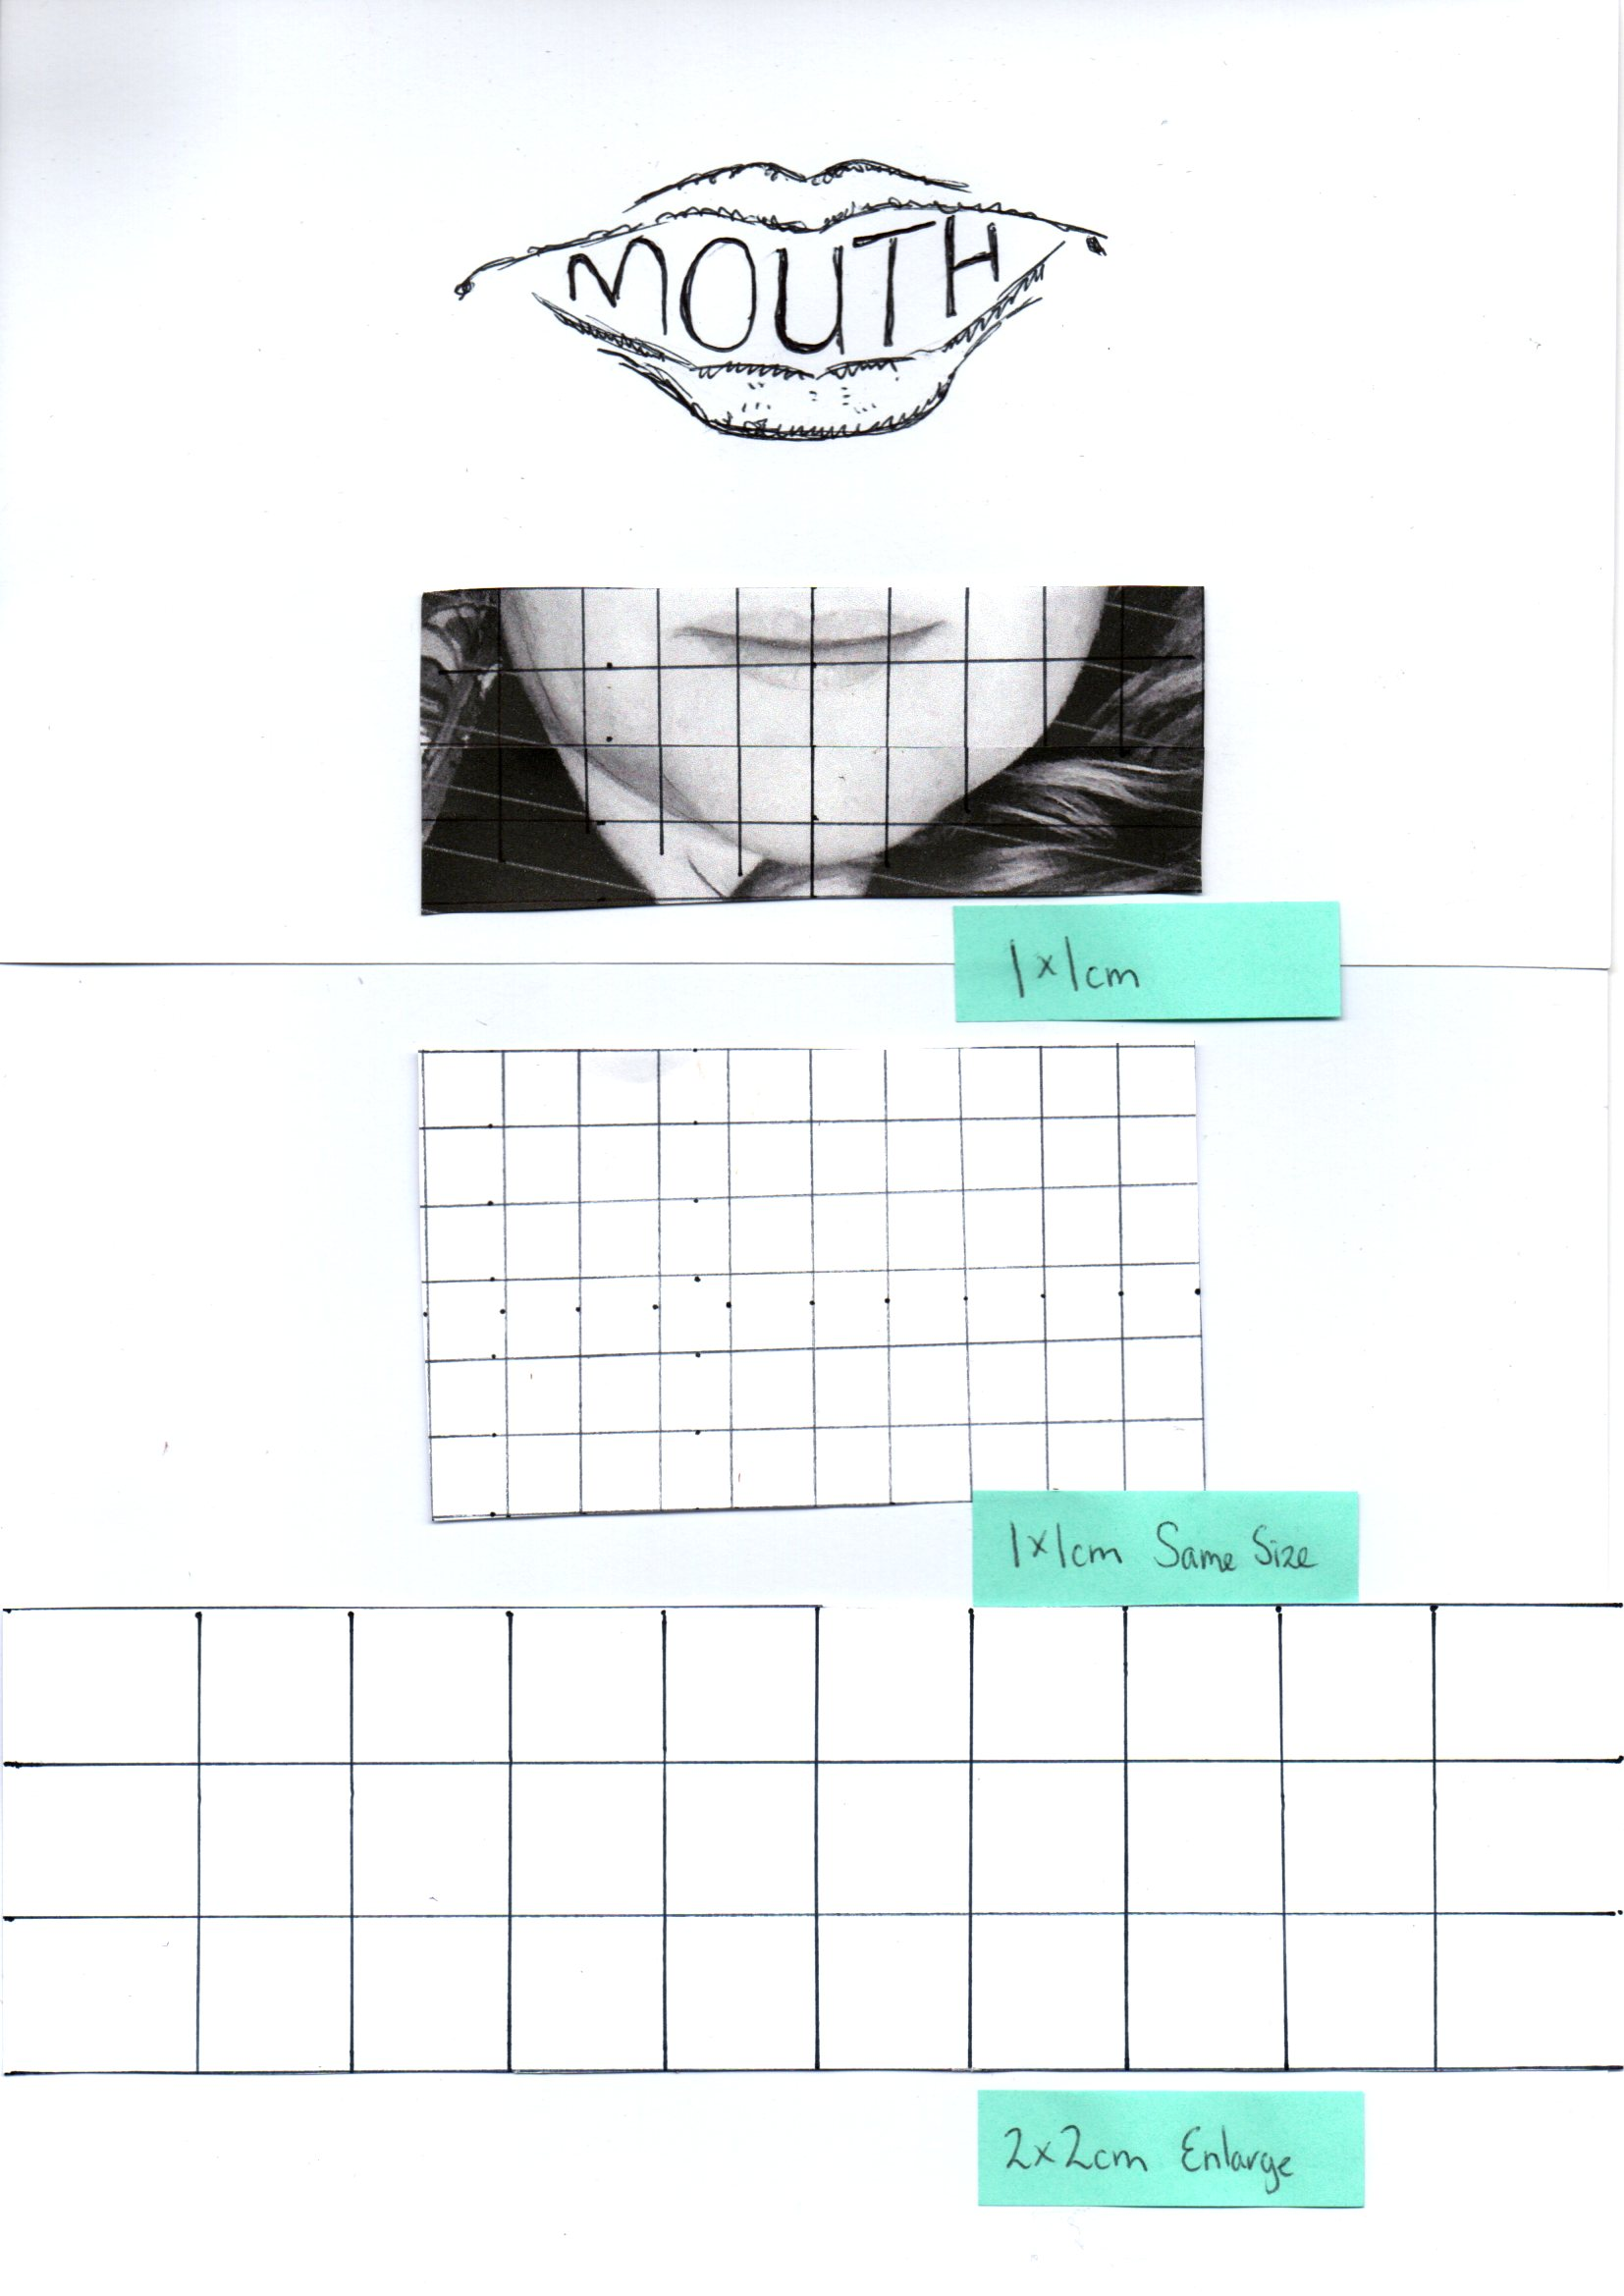 MOUTH
1x1cm
1x1cm Same Size
2x2cm Enlarge